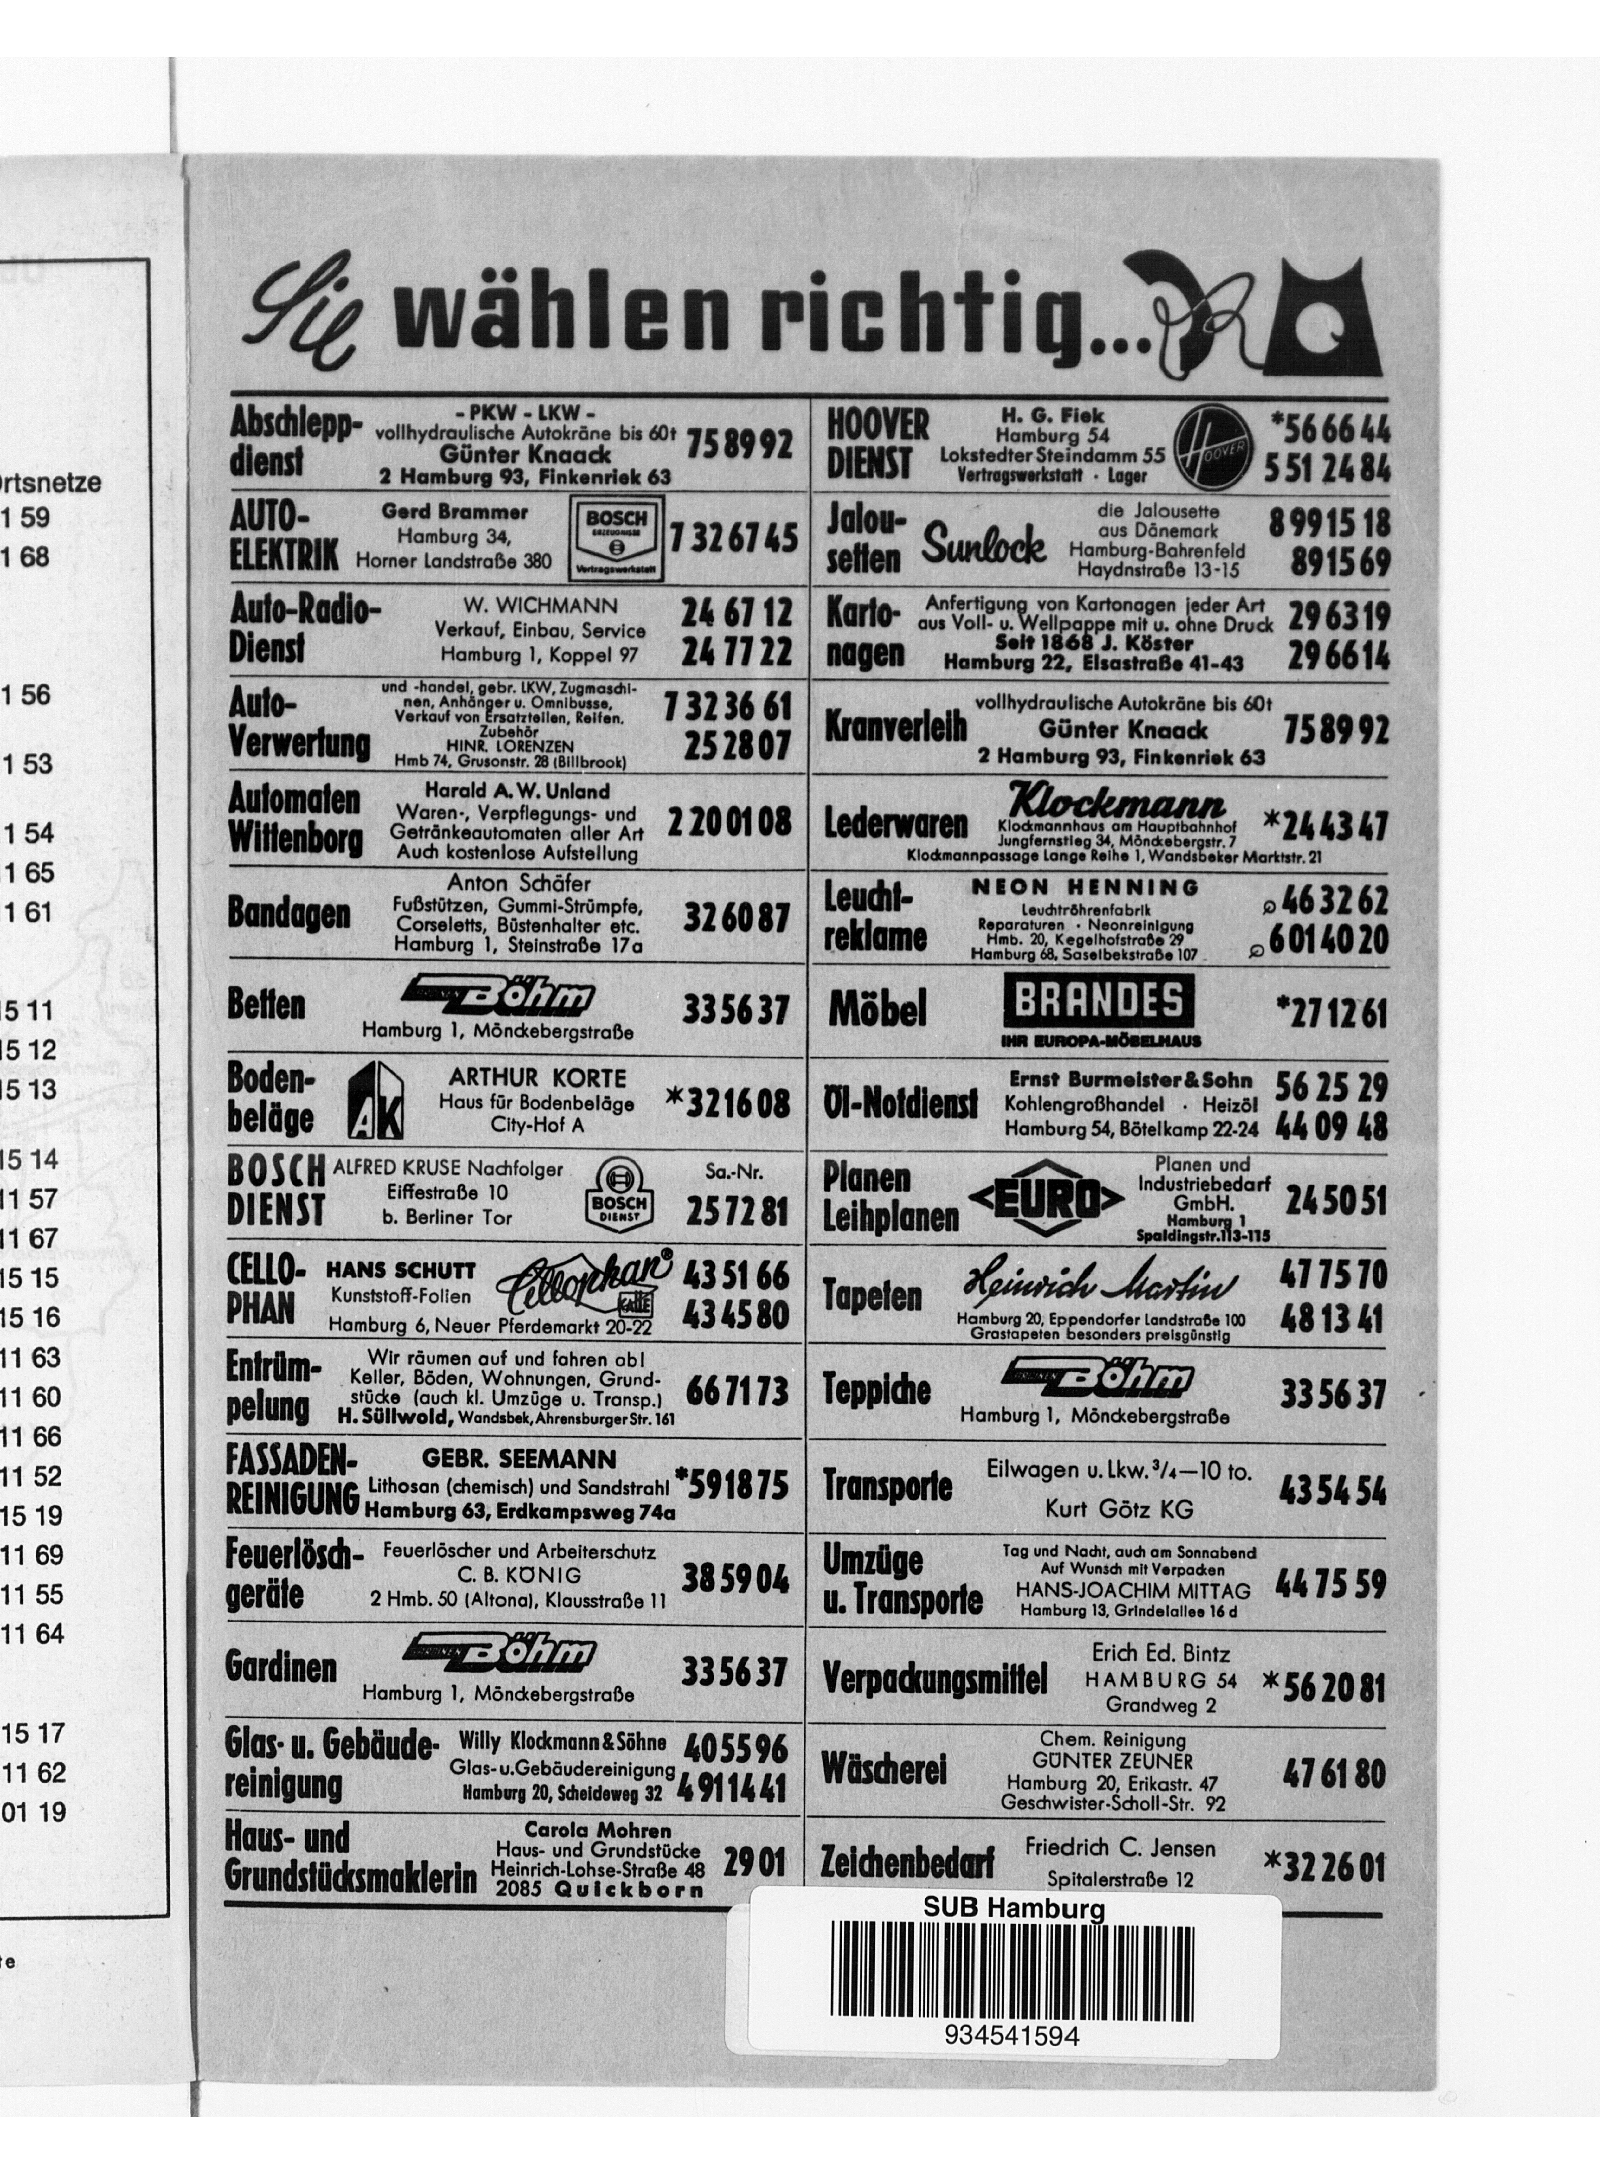 rtsnetze
1 59
1 68
1 56
1 53
1 54
1 65
1 61
15 11
15 12
15 13
15 14
11 57
11 67
15 15
15 16
11 63
11 60
11 66
11 52
15 19
11 69
11 55
11 64
15 17
11 62
01 19
Sie wählen richtig...
Abschlepp-
dienst
- PKW - LKW -
vollhydraulische Autokräne bis 60t
Günter Knaack
2 Hamburg 93, Finkenriek 63
75 89 92
AUTO-
ELEKTRIK
Gerd Brammer
Hamburg 34,
Horner Landstraße 380
BOSCH
ERZEUGNISSE
Vertragswerkstatt
7 32 67 45
Auto-Radio-
Dienst
W. WICHMANN
Verkauf, Einbau, Service
Hamburg 1, Koppel 97
24 67 12
24 77 22
Auto-
Verwertung
und -handel, gebr. LKW, Zugmaschi-
nen, Anhänger u. Omnibusse,
Verkauf von Ersatzteilen, Reifen,
Zubehör
HINR. LORENZEN
Hmb 74, Grusonstr. 28 (Billbrook)
7 32 36 61
25 28 07
Automaten
Wittenborg
Harald A. W. Unland
Waren-, Verpflegungs- und
Getränkeautomaten aller Art
Auch kostenlose Aufstellung
2 20 01 08
Bandagen
Anton Schäfer
Fußstützen, Gummi-Strümpfe,
Corseletts, Büstenhalter etc.
Hamburg 1, Steinstraße 17a
32 60 87
Betten
Böhm
Hamburg 1, Mönckebergstraße
33 56 37
Boden-
beläge
AK
ARTHUR KORTE
Haus für Bodenbeläge
City-Hof A
*32 16 08
BOSCH
DIENST
ALFRED KRUSE Nachfolger
Eiffestraße 10
b. Berliner Tor
BOSCH
DIENST
Sa.-Nr.
25 72 81
CELLO-
PHAN
HANS SCHUTT
Kunststoff-Folien
Hamburg 6, Neuer Pferdemarkt 20-22
Cellophan®
KALLE
43 51 66
43 45 80
Entrüm-
pelung
Wir räumen auf und fahren ab!
Keller, Böden, Wohnungen, Grund-
stücke (auch kl. Umzüge u. Transp.)
H. Süllwold, Wandsbek, Ahrensburger Str. 161
66 71 73
FASSADEN-
REINIGUNG
GEBR. SEEMANN
Lithosan (chemisch) und Sandstrahl
Hamburg 63, Erdkampsweg 74a
*59 18 75
Feuerlösch-
geräte
Feuerlöscher und Arbeiterschutz
C. B. KÖNIG
2 Hmb. 50 (Altona), Klausstraße 11
38 59 04
Gardinen
Böhm
Hamburg 1, Mönckebergstraße
33 56 37
Glas- u. Gebäude-
reinigung
Willy Klockmann & Söhne
Glas- u. Gebäudereinigung
Hamburg 20, Scheideweg 32
40 55 96
4 91 14 41
Haus- und
Grundstücksmaklerin
Carola Mohren
Haus- und Grundstücke
Heinrich-Lohse-Straße 48
2085 Quickborn
29 01
HOOVER
DIENST
H. G. Fiek
Hamburg 54
Lokstedter Steindamm 55
Vertragswerkstatt · Lager
HOOVER
*56 66 44
5 51 24 84
Jalou-
setten
Sunlock
die Jalousette
aus Dänemark
Hamburg-Bahrenfeld
Haydnstraße 13-15
8 99 15 18
89 15 69
Karto-
nagen
Anfertigung von Kartonagen jeder Art
aus Voll- u. Wellpappe mit u. ohne Druck
Seit 1868 J. Köster
Hamburg 22, Elsastraße 41-43
29 63 19
29 66 14
Kranverleih
vollhydraulische Autokräne bis 60t
Günter Knaack
2 Hamburg 93, Finkenriek 63
75 89 92
Lederwaren
Klockmann
Klockmannhaus am Hauptbahnhof
Jungfernstieg 34, Mönckebergstr. 7
Klockmannpassage Lange Reihe 1, Wandsbeker Marktstr. 21
*24 43 47
Leucht-
reklame
NEON HENNING
Leuchtröhrenfabrik
Reparaturen · Neonreinigung
Hmb. 20, Kegelhofstraße 29
Hamburg 68, Saselbekstraße 107
46 32 62
6 01 40 20
Möbel
BRANDES
IHR EUROPA-MÖBELHAUS
*27 12 61
Öl-Notdienst
Ernst Burmeister & Sohn
Kohlengroßhandel · Heizöl
Hamburg 54, Bötelkamp 22-24
56 25 29
44 09 48
Planen
Leihplanen
EURO
Planen und
Industriebedarf
GmbH.
Hamburg 1
Spaldingstr. 113-115
24 50 51
Tapeten
Heinrich Martin
Hamburg 20, Eppendorfer Landstraße 100
Grastapeten besonders preisgünstig
47 75 70
48 13 41
Teppiche
Böhm
Hamburg 1, Mönckebergstraße
33 56 37
Transporte
Eilwagen u. Lkw. 3/4—10 to.
Kurt Götz KG
43 54 54
Umzüge
u. Transporte
Tag und Nacht, auch am Sonnabend
Auf Wunsch mit Verpacken
HANS-JOACHIM MITTAG
Hamburg 13, Grindelallee 16 d
44 75 59
Verpackungsmittel
Erich Ed. Bintz
HAMBURG 54
Grandweg 2
*56 20 81
Wäscherei
Chem. Reinigung
GÜNTER ZEUNER
Hamburg 20, Erikastr. 47
Geschwister-Scholl-Str. 92
47 61 80
Zeichenbedarf
Friedrich C. Jensen
Spitalerstraße 12
*32 26 01
SUB Hamburg
934541594